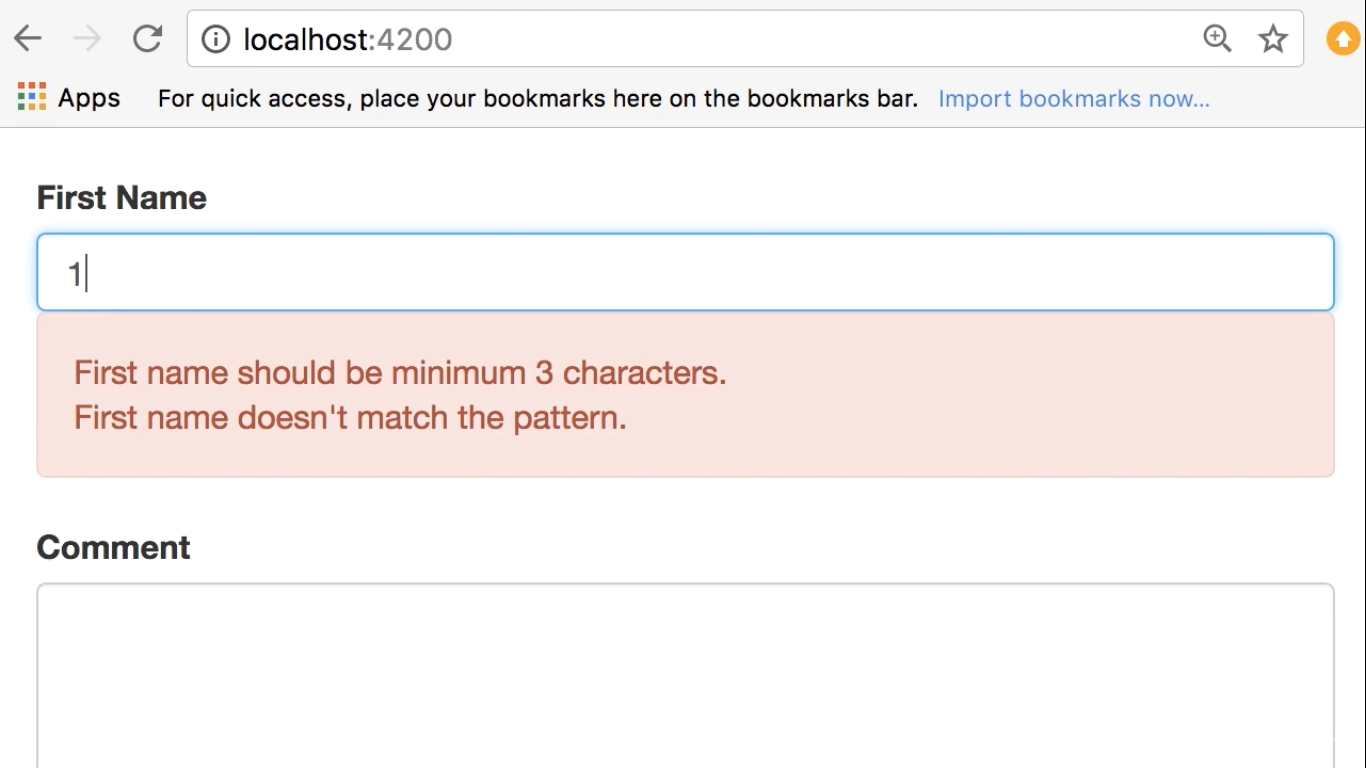 localhost:4200
Apps For quick access, place your bookmarks here on the bookmarks bar. Import bookmarks now...
First Name
1
First name should be minimum 3 characters.
First name doesn't match the pattern.
Comment